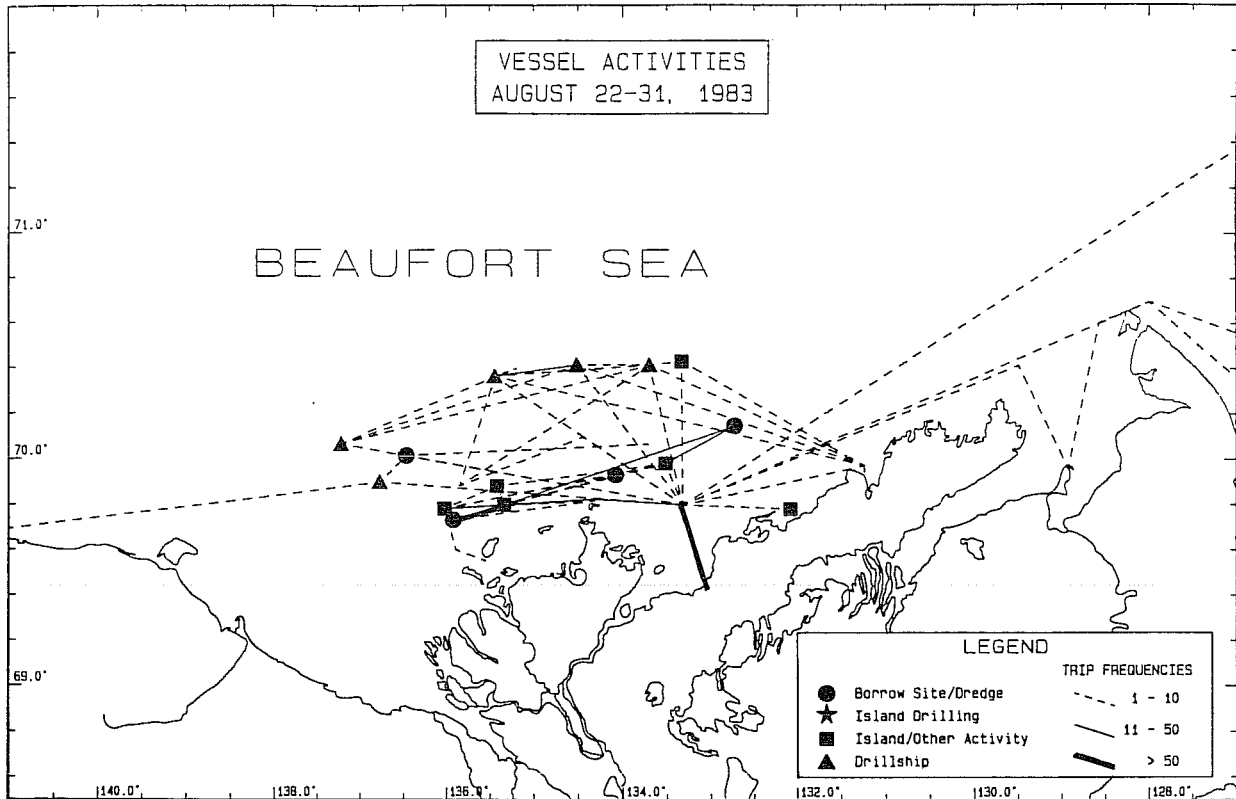 VESSEL ACTIVITIES
AUGUST 22-31, 1983
71.0°
BEAUFORT SEA
70.0°
69.0°
LEGEND
TRIP FREQUENCIES
Borrow Site/Dredge
Island Drilling
Island/Other Activity
Drillship
1 - 10
11 - 50
> 50
140.0° 138.0° 136.0° 134.0° 132.0° 130.0° 128.0°